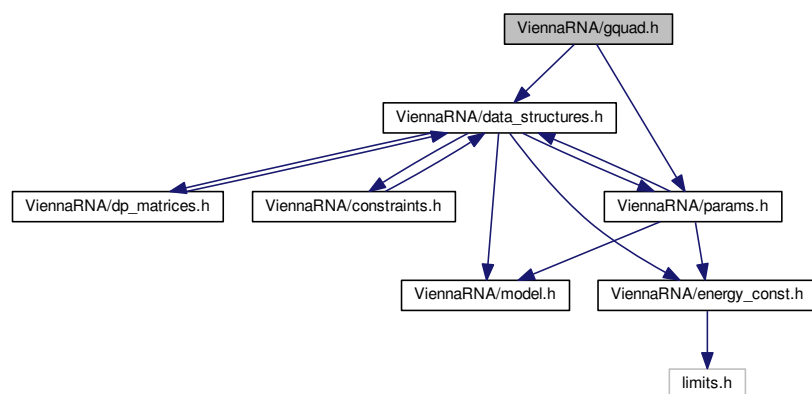 ViennaRNA/gquad.h
ViennaRNA/data_structures.h
ViennaRNA/dp_matrices.h
ViennaRNA/constraints.h
ViennaRNA/params.h
ViennaRNA/model.h
ViennaRNA/energy_const.h
limits.h